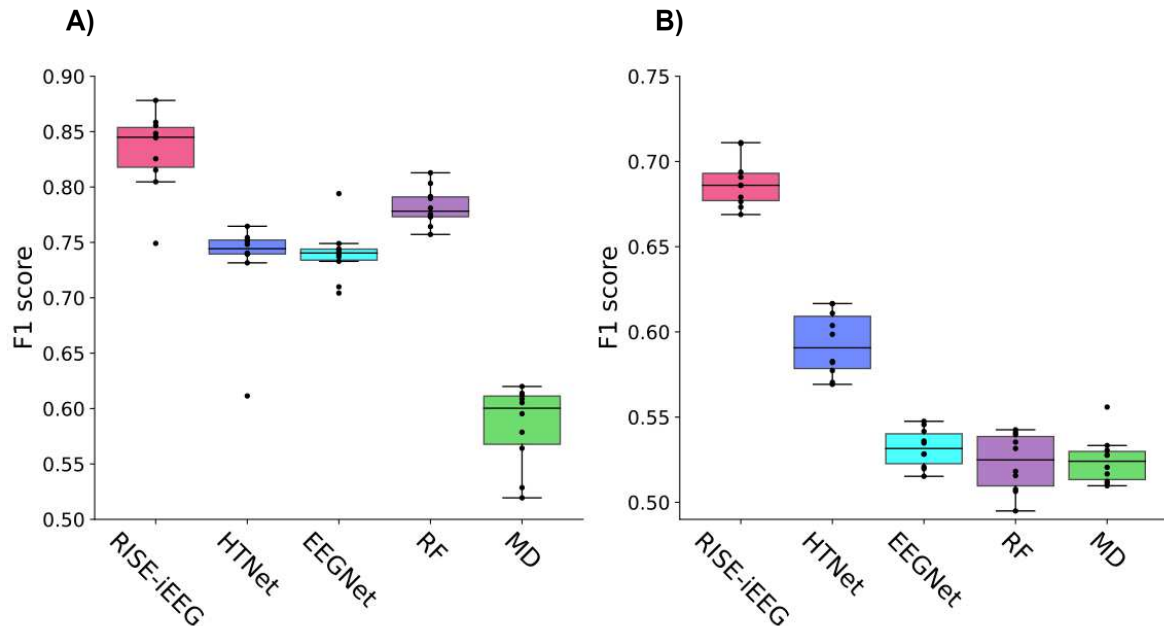 A)
0.90
0.85
0.80
0.75
0.70
0.65
0.60
0.55
0.50
F1 score
RISE-iEEG
HTNet
EEGNet
RF
MD
B)
0.75
0.70
0.65
0.60
0.55
0.50
F1 score
RISE-iEEG
HTNet
EEGNet
RF
MD